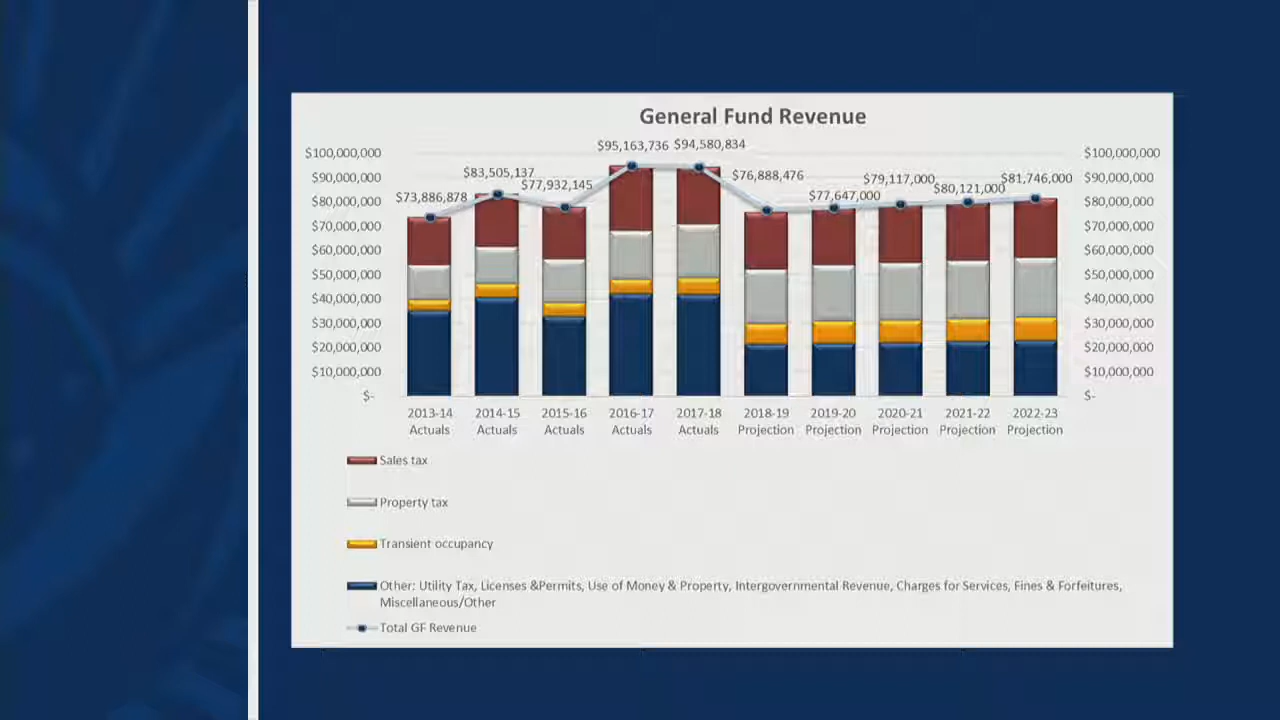 General Fund Revenue
$95,163,736 $94,580,834
$100,000,000 $100,000,000
$83,505,137 $76,888,476 $79,117,000 $81,746,000
$90,000,000 $77,932,145 $80,121,000 $90,000,000
$73,886,878 $77,647,000
$80,000,000 $80,000,000
$70,000,000 $70,000,000
$60,000,000 $60,000,000
$50,000,000 $50,000,000
$40,000,000 $40,000,000
$30,000,000 $30,000,000
$20,000,000 $20,000,000
$10,000,000 $10,000,000
$- $-
2013-14 2014-15 2015-16 2016-17 2017-18 2018-19 2019-20 2020-21 2021-22 2022-23
Actuals Actuals Actuals Actuals Actuals Projection Projection Projection Projection Projection
Sales tax
Property tax
Transient occupancy
Other: Utility Tax, Licenses &Permits, Use of Money & Property, Intergovernmental Revenue, Charges for Services, Fines & Forfeitures,
Miscellaneous/Other
Total GF Revenue